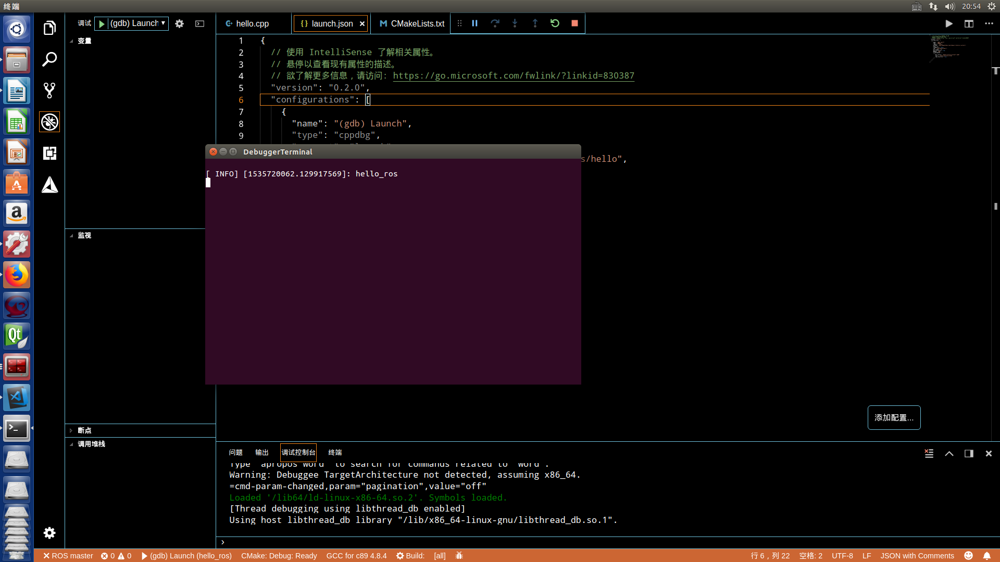 终端
20:54
调试
(gdb) Launch
hello.cpp
{} launch.json
CMakeLists.txt
变量
1 {
2 // 使用 IntelliSense 了解相关属性。
3 // 悬停以查看现有属性的描述。
4 // 欲了解更多信息，请访问: https://go.microsoft.com/fwlink/?linkid=830387
5 "version": "0.2.0",
6 "configurations": [
7 {
8 "name": "(gdb) Launch",
9 "type": "cppdbg",
s/hello",
DebuggerTerminal
[ INFO] [1535720062.129917569]: hello_ros
监视
断点
调用堆栈
添加配置...
问题 输出 调试控制台 终端
Type "apropos word" to search for commands related to "word".
Warning: Debuggee TargetArchitecture not detected, assuming x86_64.
=cmd-param-changed,param="pagination",value="off"
Loaded '/lib64/ld-linux-x86-64.so.2'. Symbols loaded.
[Thread debugging using libthread_db enabled]
Using host libthread_db library "/lib/x86_64-linux-gnu/libthread_db.so.1".
ROS master 0 0 (gdb) Launch (hello_ros) CMake: Debug: Ready GCC for c89 4.8.4 Build: [all] 行 6，列 22 空格: 2 UTF-8 LF JSON with Comments